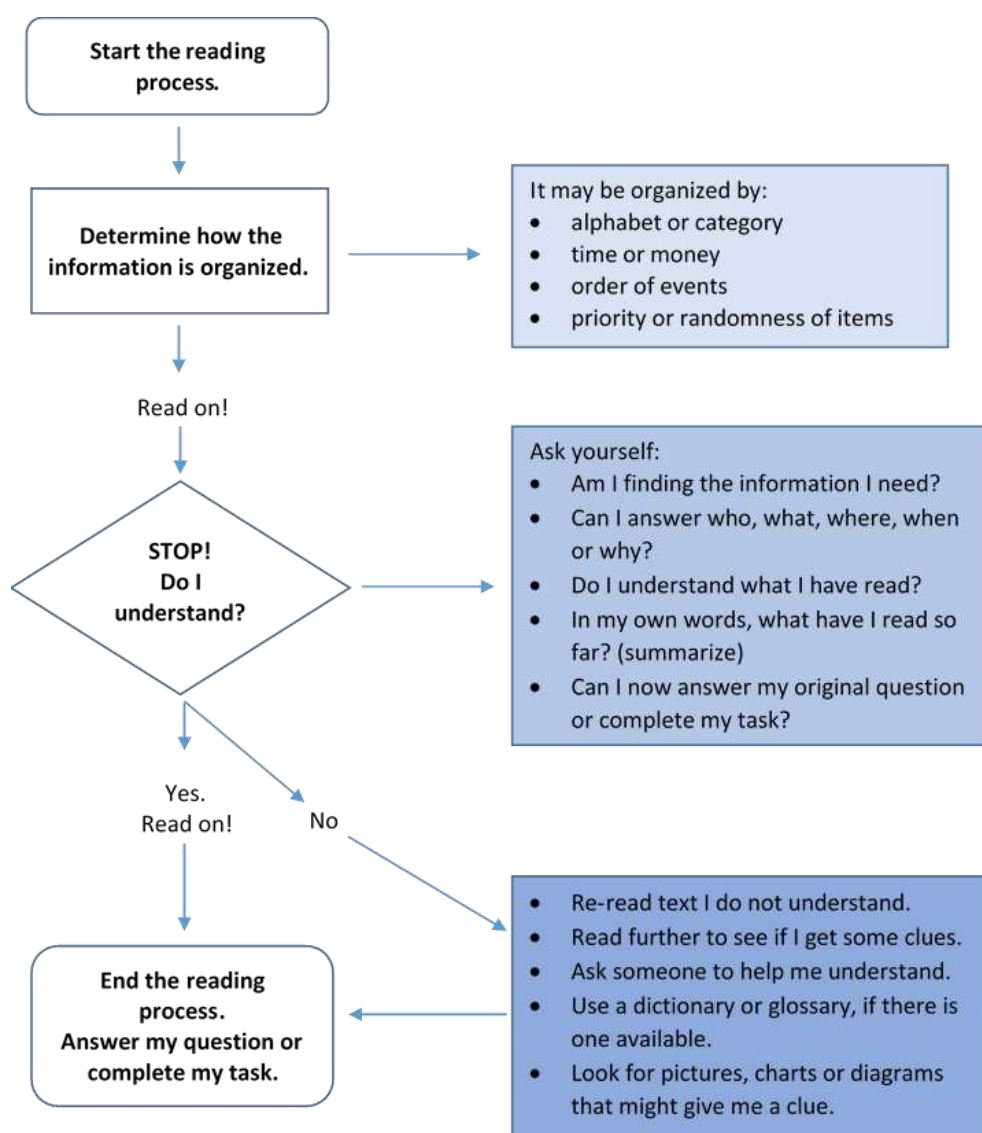 Start the reading
process.
Determine how the
information is organized.
It may be organized by:
• alphabet or category
• time or money
• order of events
• priority or randomness of items
Read on!
STOP!
Do I
understand?
Ask yourself:
• Am I finding the information I need?
• Can I answer who, what, where, when
or why?
• Do I understand what I have read?
• In my own words, what have I read so
far? (summarize)
• Can I now answer my original question
or complete my task?
Yes.
Read on!
No
• Re-read text I do not understand.
• Read further to see if I get some clues.
• Ask someone to help me understand.
• Use a dictionary or glossary, if there is
one available.
• Look for pictures, charts or diagrams
that might give me a clue.
End the reading
process.
Answer my question or
complete my task.